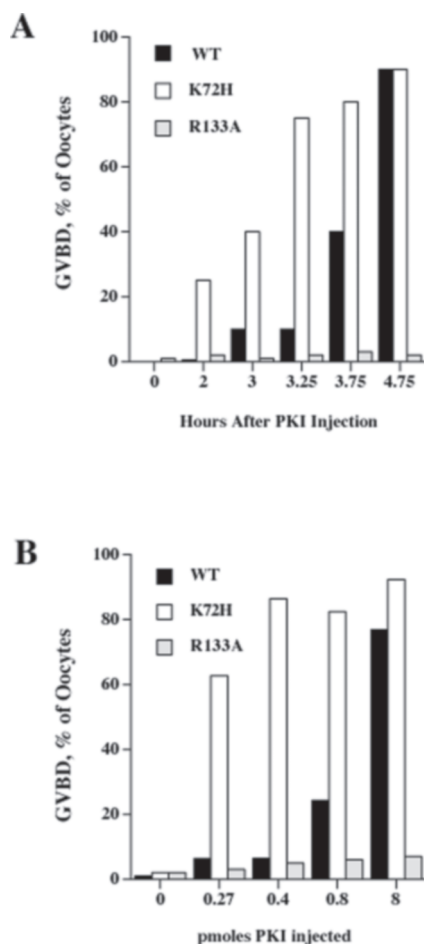 A
100
80
60
40
20
0
GVBD, % of Oocytes
WT
K72H
R133A
0 2 3 3.25 3.75 4.75
Hours After PKI Injection
B
100
80
60
40
20
0
GVBD, % of Oocytes
WT
K72H
R133A
0 0.27 0.4 0.8 8
pmoles PKI injected